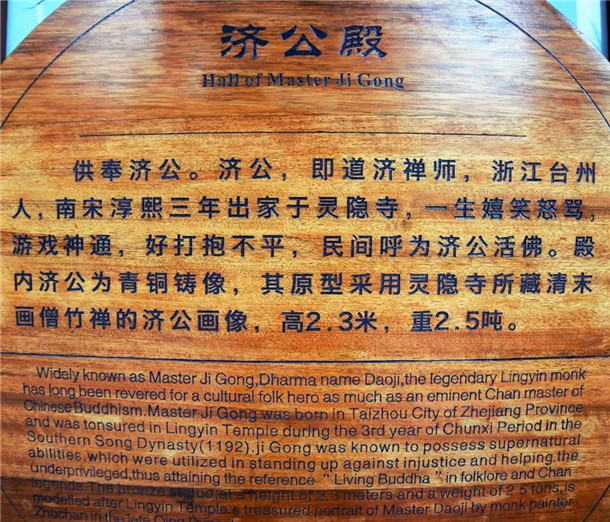 济公殿
Hall of Master Ji Gong
供奉济公。济公，即道济禅师，浙江台州
人，南宋淳熙三年出家于灵隐寺，一生嬉笑怒骂，
游戏神通，好打抱不平，民间呼为济公活佛。殿
内济公为青铜铸像，其原型采用灵隐寺所藏清末
画僧竹禅的济公画像，高2.3米，重2.5吨。
Widely known as Master Ji Gong,Dharma name Daoji,the legendary Lingyin monk
has long been revered for a cultural folk hero as much as an eminent Chan master of
Chinese Buddhism.Master Ji Gong was born in Taizhou City of Zhejiang Province
and was tonsured in Lingyin Temple during the 3rd year of Chunxi Period in the
Southern Song Dynasty(1192).ji Gong was known to possess supernatural
abilities,which were utilized in standing up against injustice and helping.the
underprivileged,thus attaining the reference "Living Buddha".in folklore and Chan
legends.The bronze statue,at a height of 2.3 meters and a weight of 2.5 tons,is
modelled after Lingyin Temple's treasured portrait of Master Daoji by monk painter
Zhuchan in the late Qing